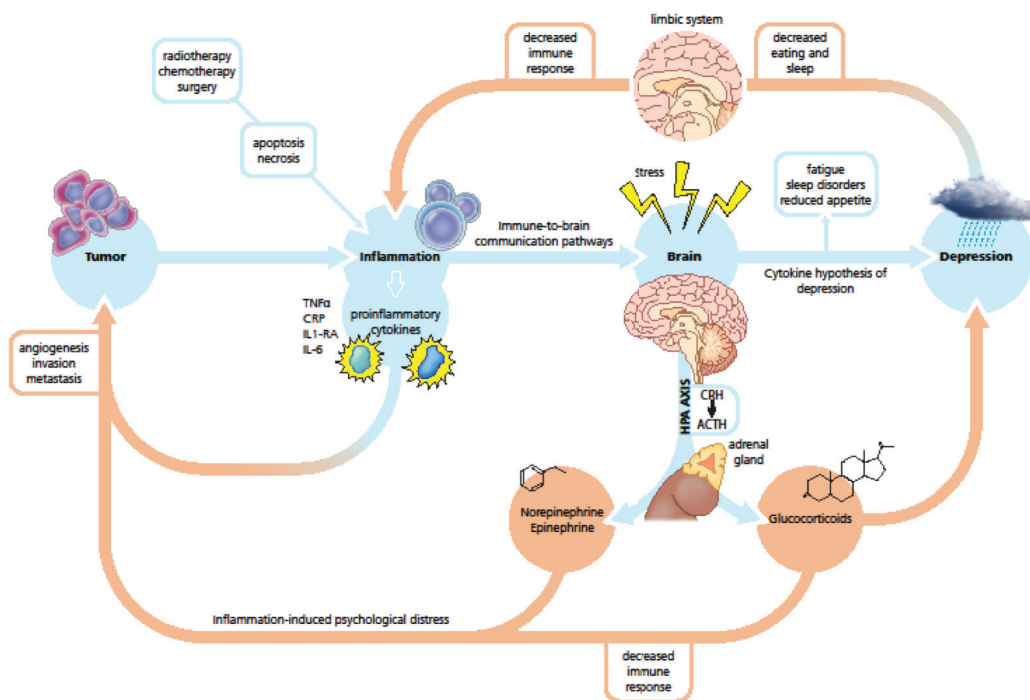 limbic system
decreased
immune
response
decreased
eating and
sleep
radiotherapy
chemotherapy
surgery
apoptosis
necrosis
Stress
fatigue
sleep disorders
reduced appetite
Immune-to-brain
communication pathways
Tumor
Inflammation
Brain
Depression
Cytokine hypothesis of
depression
TNFα
CRP
IL1-RA
IL-6
proinflammatory
cytokines
angiogenesis
invasion
metastasis
HPA AXIS
CRH
ACTH
adrenal
gland
Norepinephrine
Epinephrine
Glucocorticoids
Inflammation-induced psychological distress
decreased
immune
response